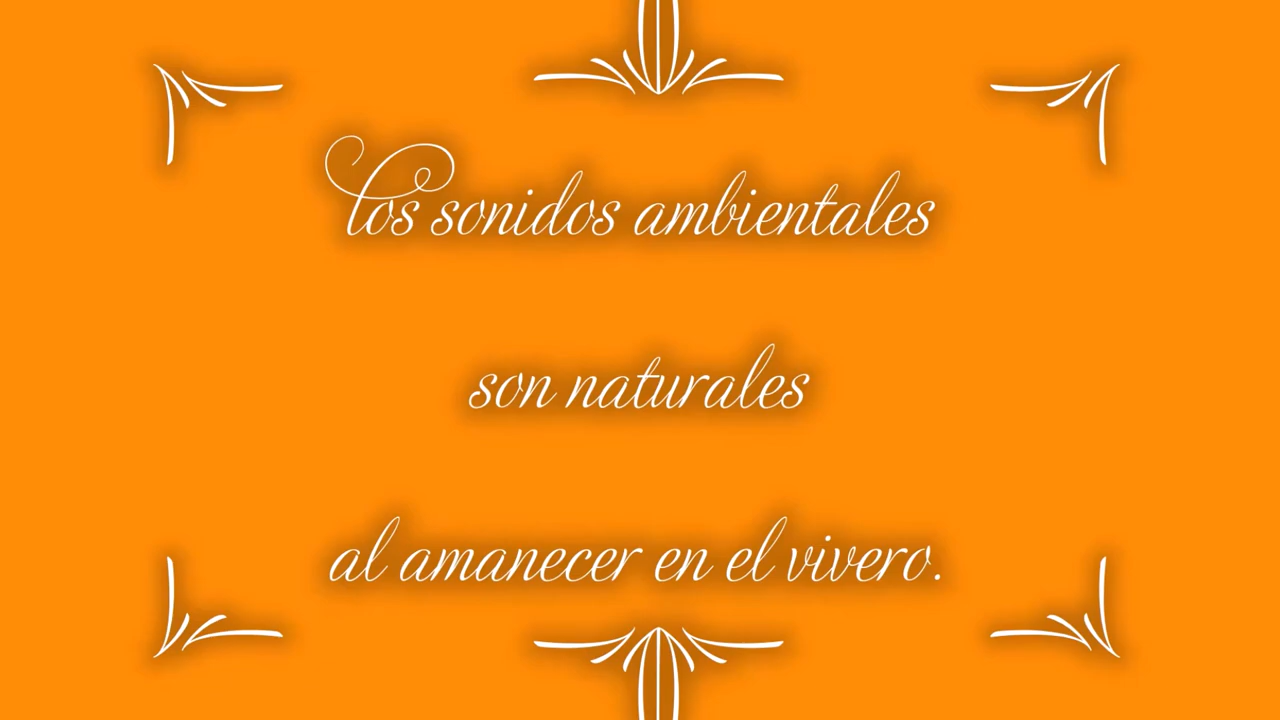 los sonidos ambientales
son naturales
al amanecer en el vivero.